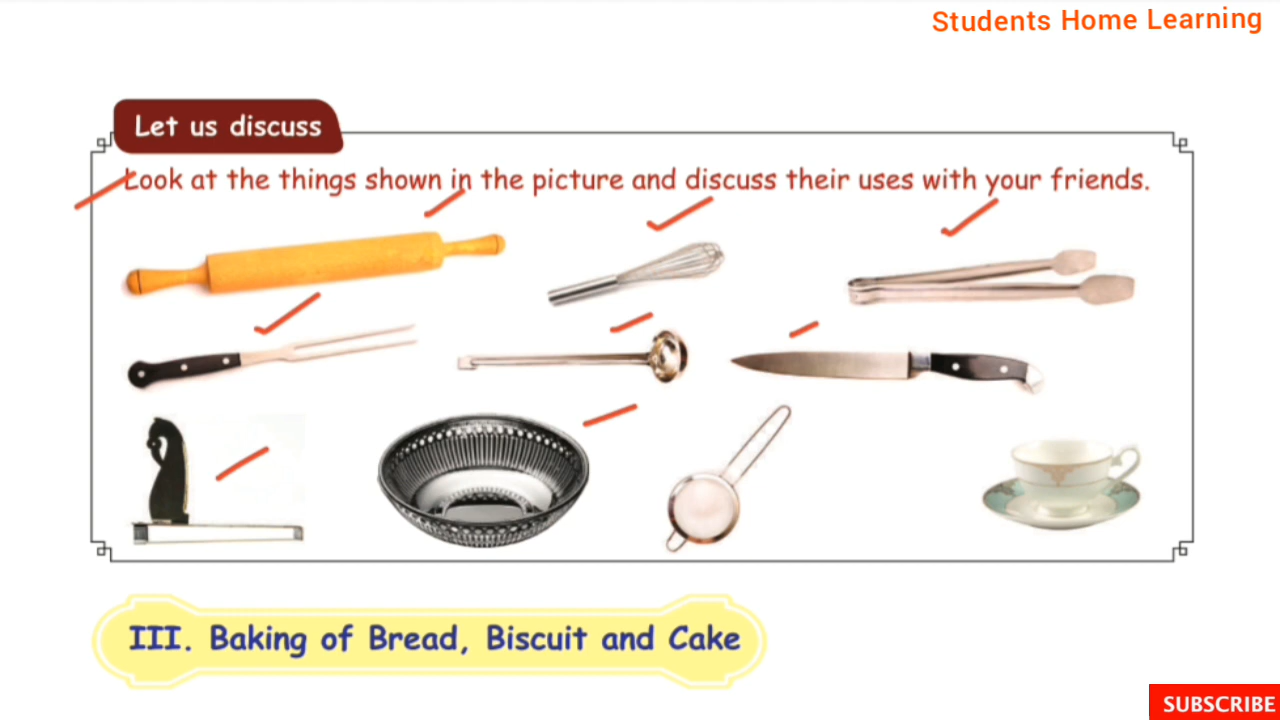 Students Home Learning
Let us discuss
Look at the things shown in the picture and discuss their uses with your friends.
III. Baking of Bread, Biscuit and Cake
SUBSCRIBE